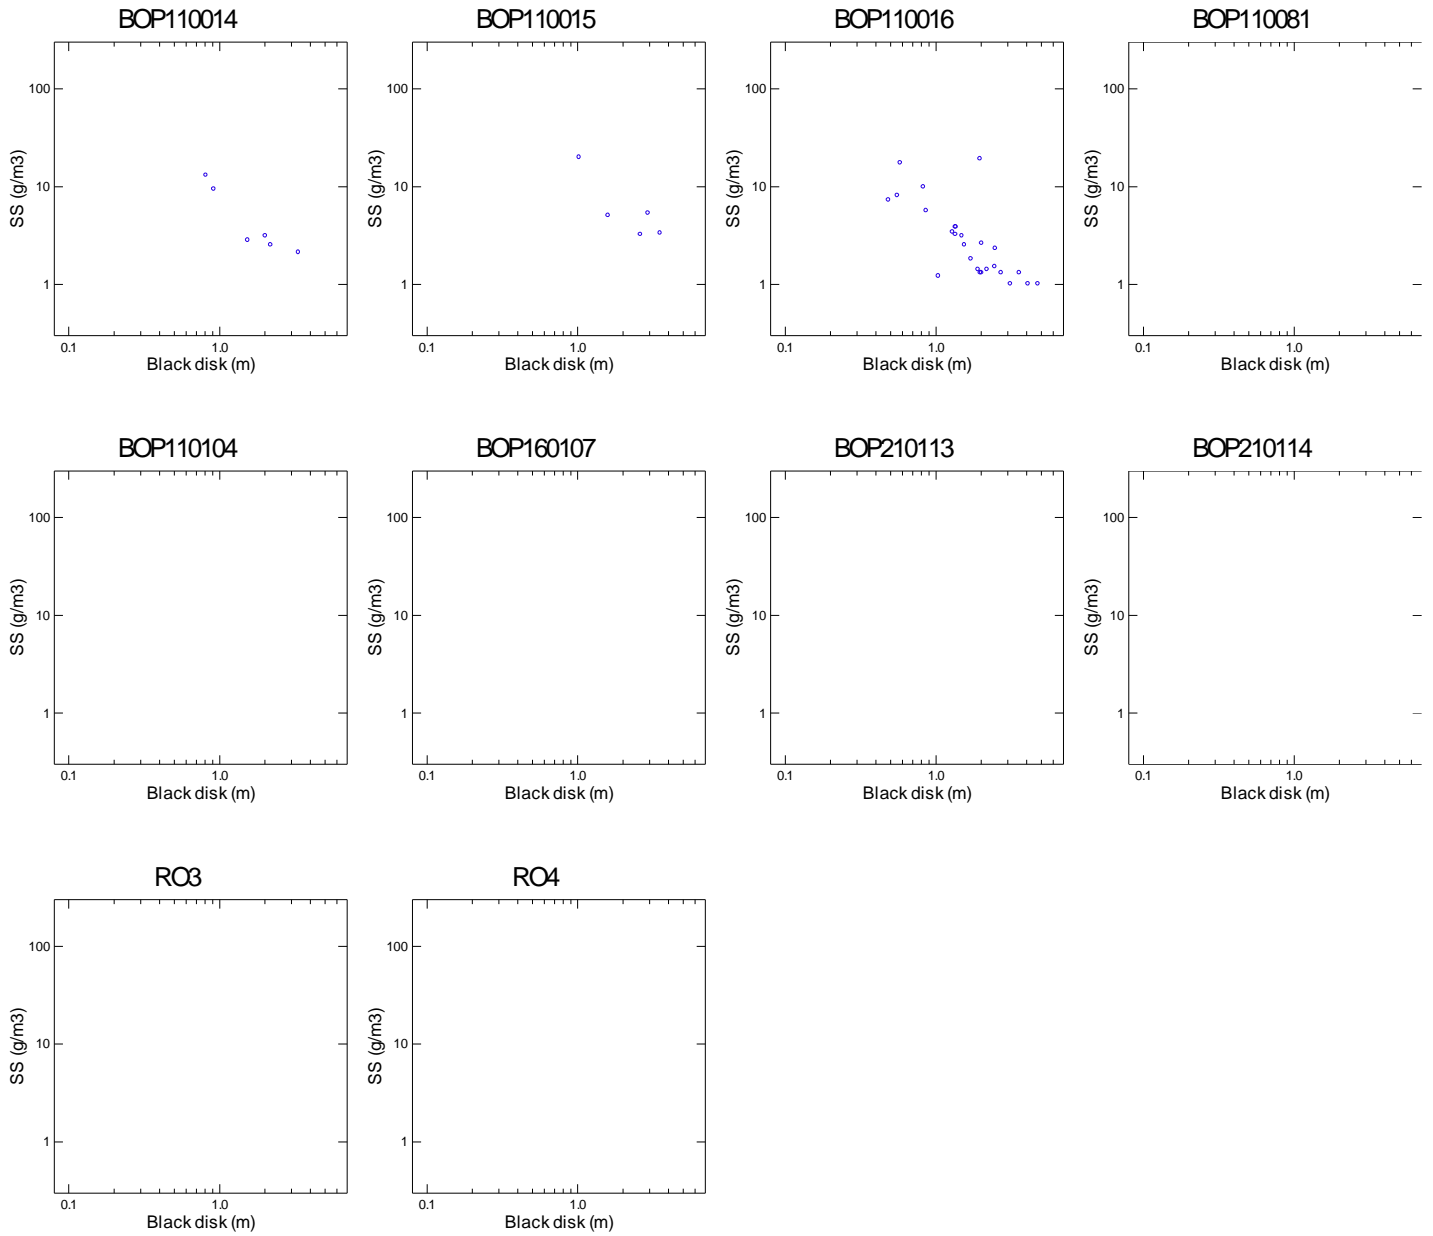 BOP110014
100
10
1
SS (g/m3)
0.1
1.0
Black disk (m)
BOP110015
100
10
1
SS (g/m3)
0.1
1.0
Black disk (m)
BOP110016
100
10
1
SS (g/m3)
0.1
1.0
Black disk (m)
BOP110081
100
10
1
SS (g/m3)
0.1
1.0
Black disk (m)
BOP110104
100
10
1
SS (g/m3)
0.1
1.0
Black disk (m)
BOP160107
100
10
1
SS (g/m3)
0.1
1.0
Black disk (m)
BOP210113
100
10
1
SS (g/m3)
0.1
1.0
Black disk (m)
BOP210114
100
10
1
SS (g/m3)
0.1
1.0
Black disk (m)
RO3
100
10
1
SS (g/m3)
0.1
1.0
Black disk (m)
RO4
100
10
1
SS (g/m3)
0.1
1.0
Black disk (m)